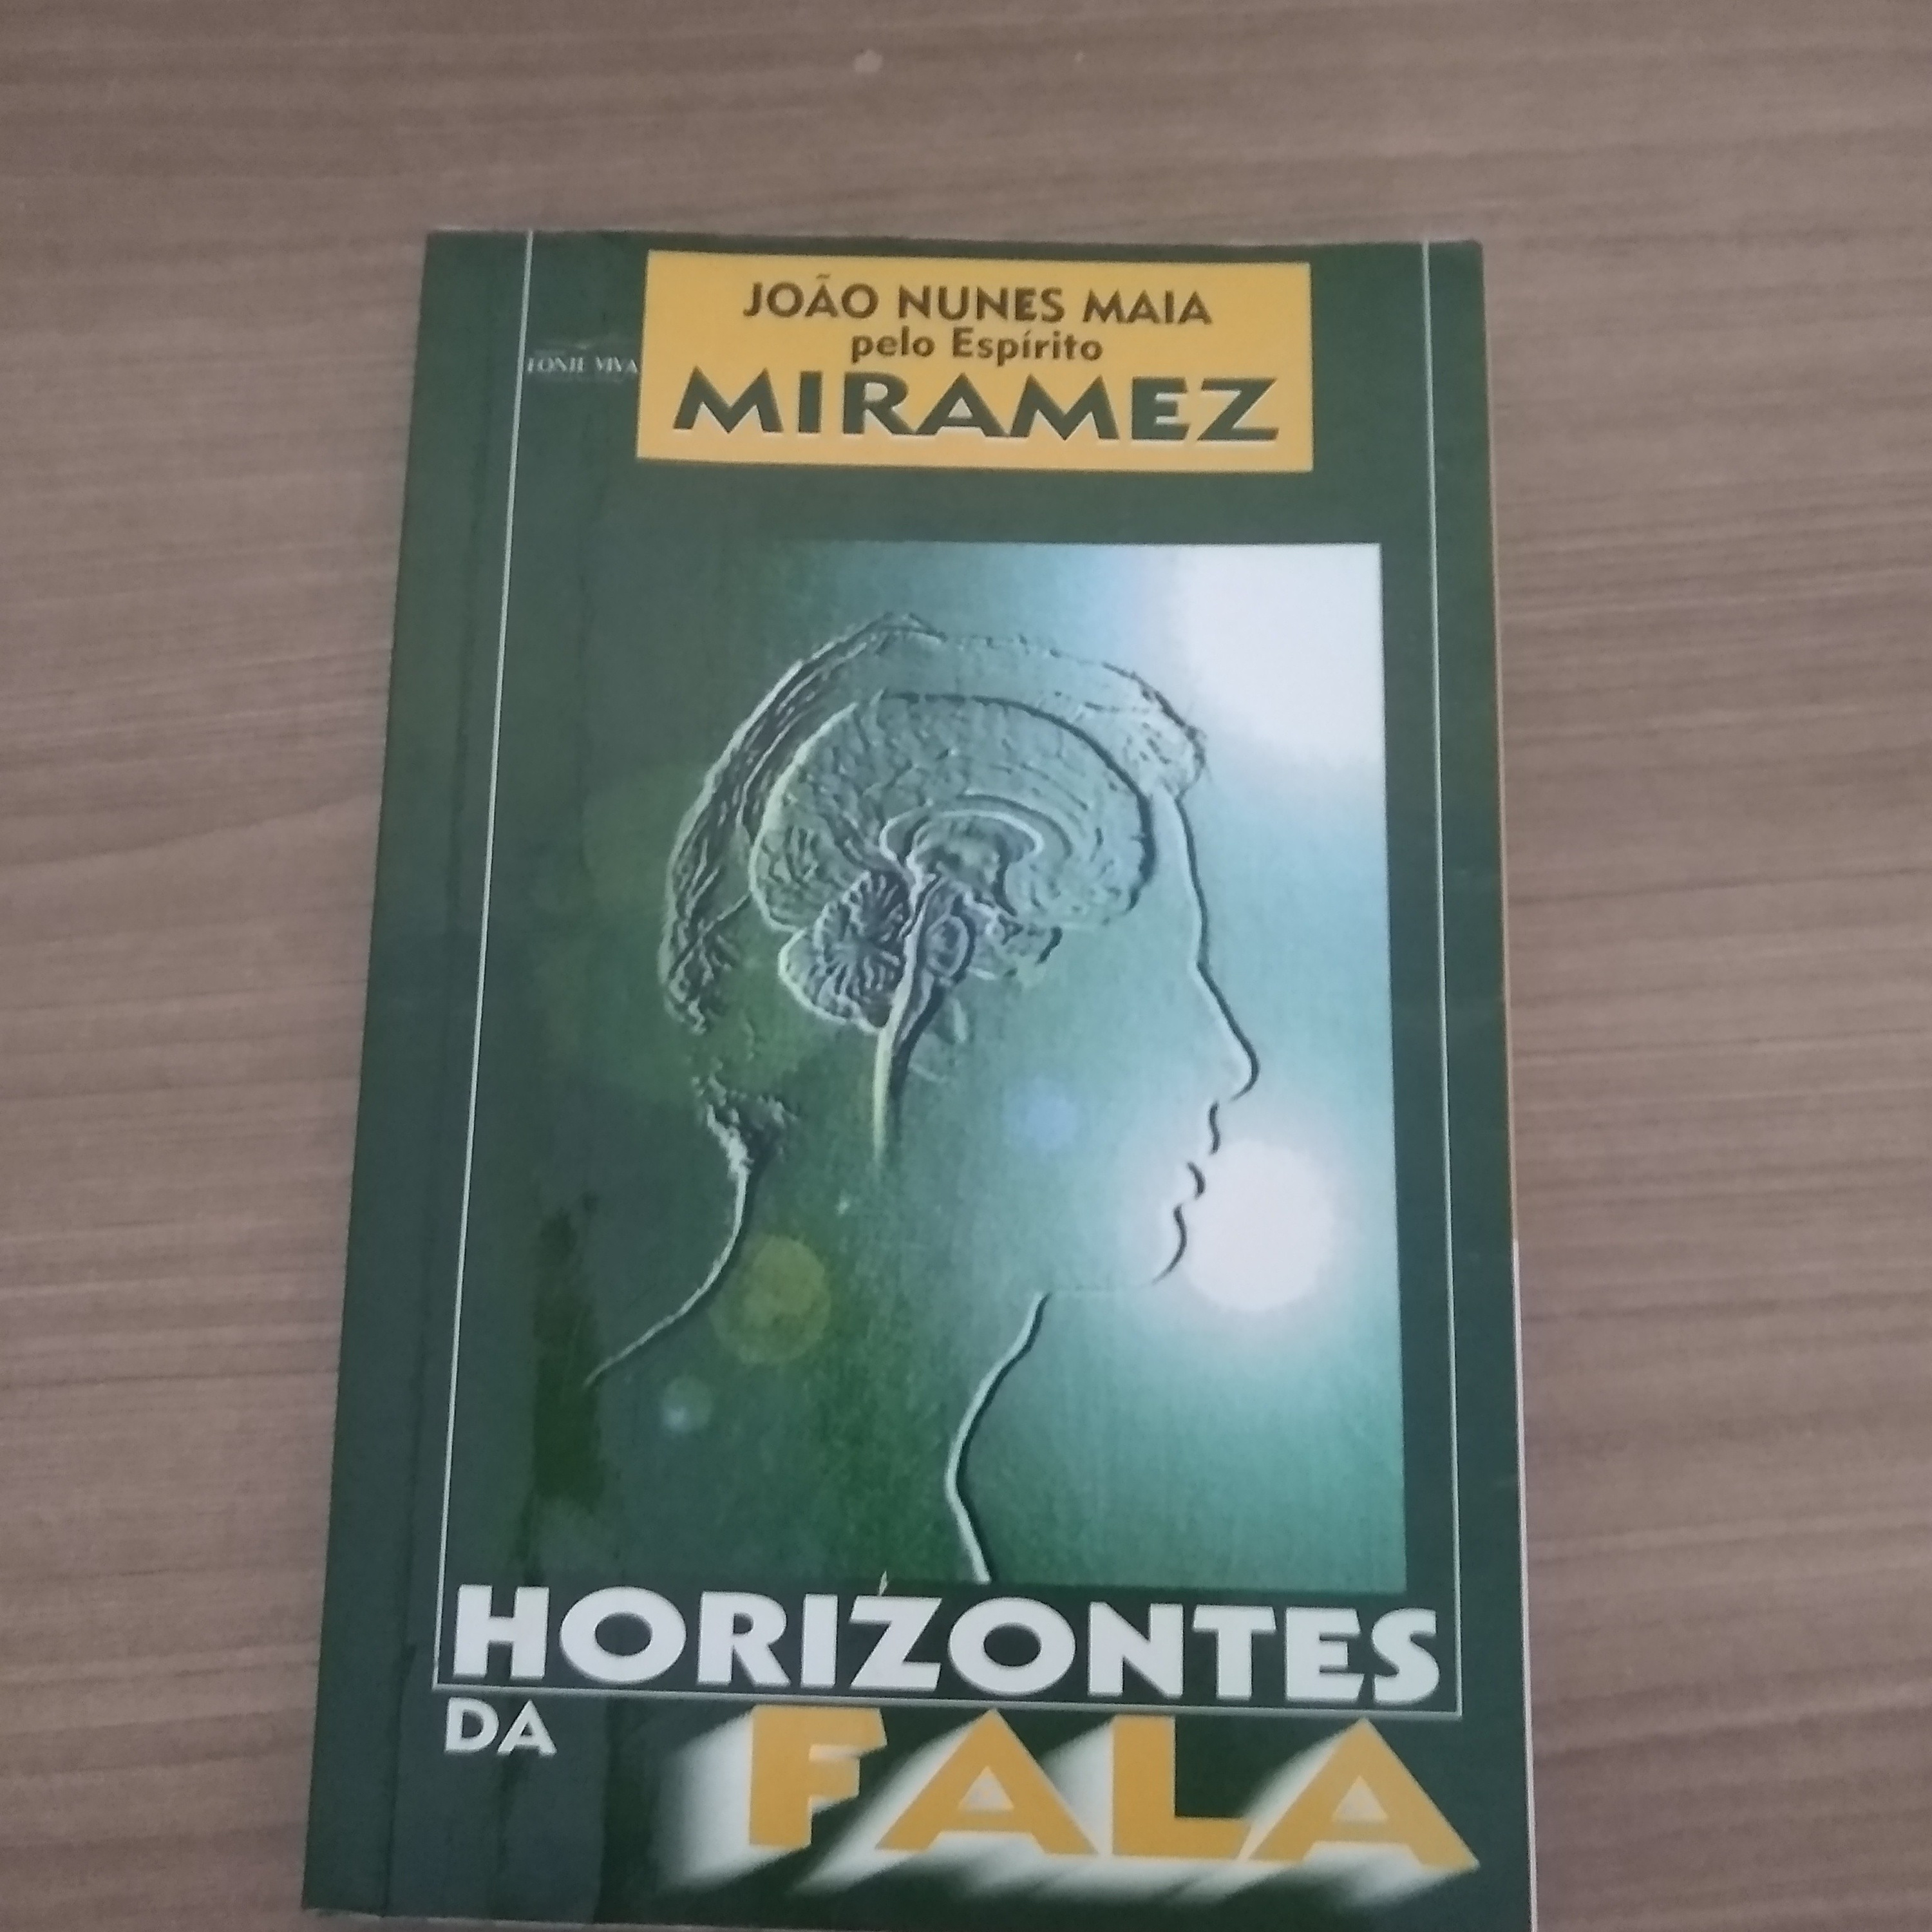 JOÃO NUNES MAIA
pelo Espírito
MIRAMEZ
FONTE VIVA
HORIZONTES
DA
FALA